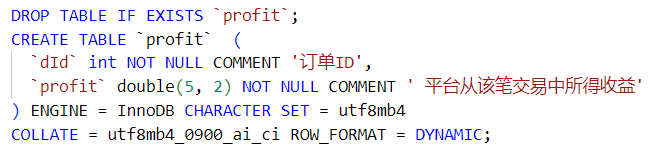 DROP TABLE IF EXISTS `profit`;
CREATE TABLE `profit`  (
  `dId` int NOT NULL COMMENT '订单ID',
  `profit` double(5, 2) NOT NULL COMMENT ' 平台从该笔交易中所得收益'
) ENGINE = InnoDB CHARACTER SET = utf8mb4
COLLATE = utf8mb4_0900_ai_ci ROW_FORMAT = DYNAMIC;